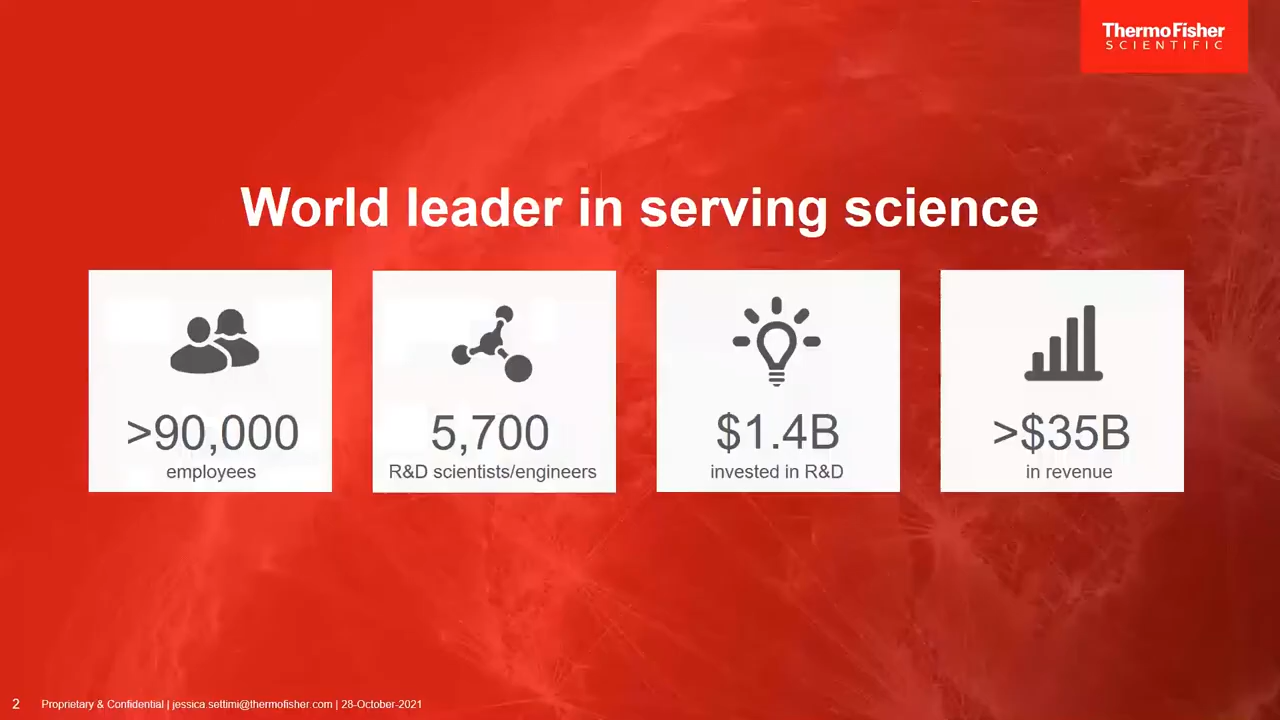 ThermoFisher
SCIENTIFIC
World leader in serving science
>90,000
employees
5,700
R&D scientists/engineers
$1.4B
invested in R&D
>$35B
in revenue
2 Proprietary & Confidential | jessica.settimi@thermofisher.com | 28-October-2021